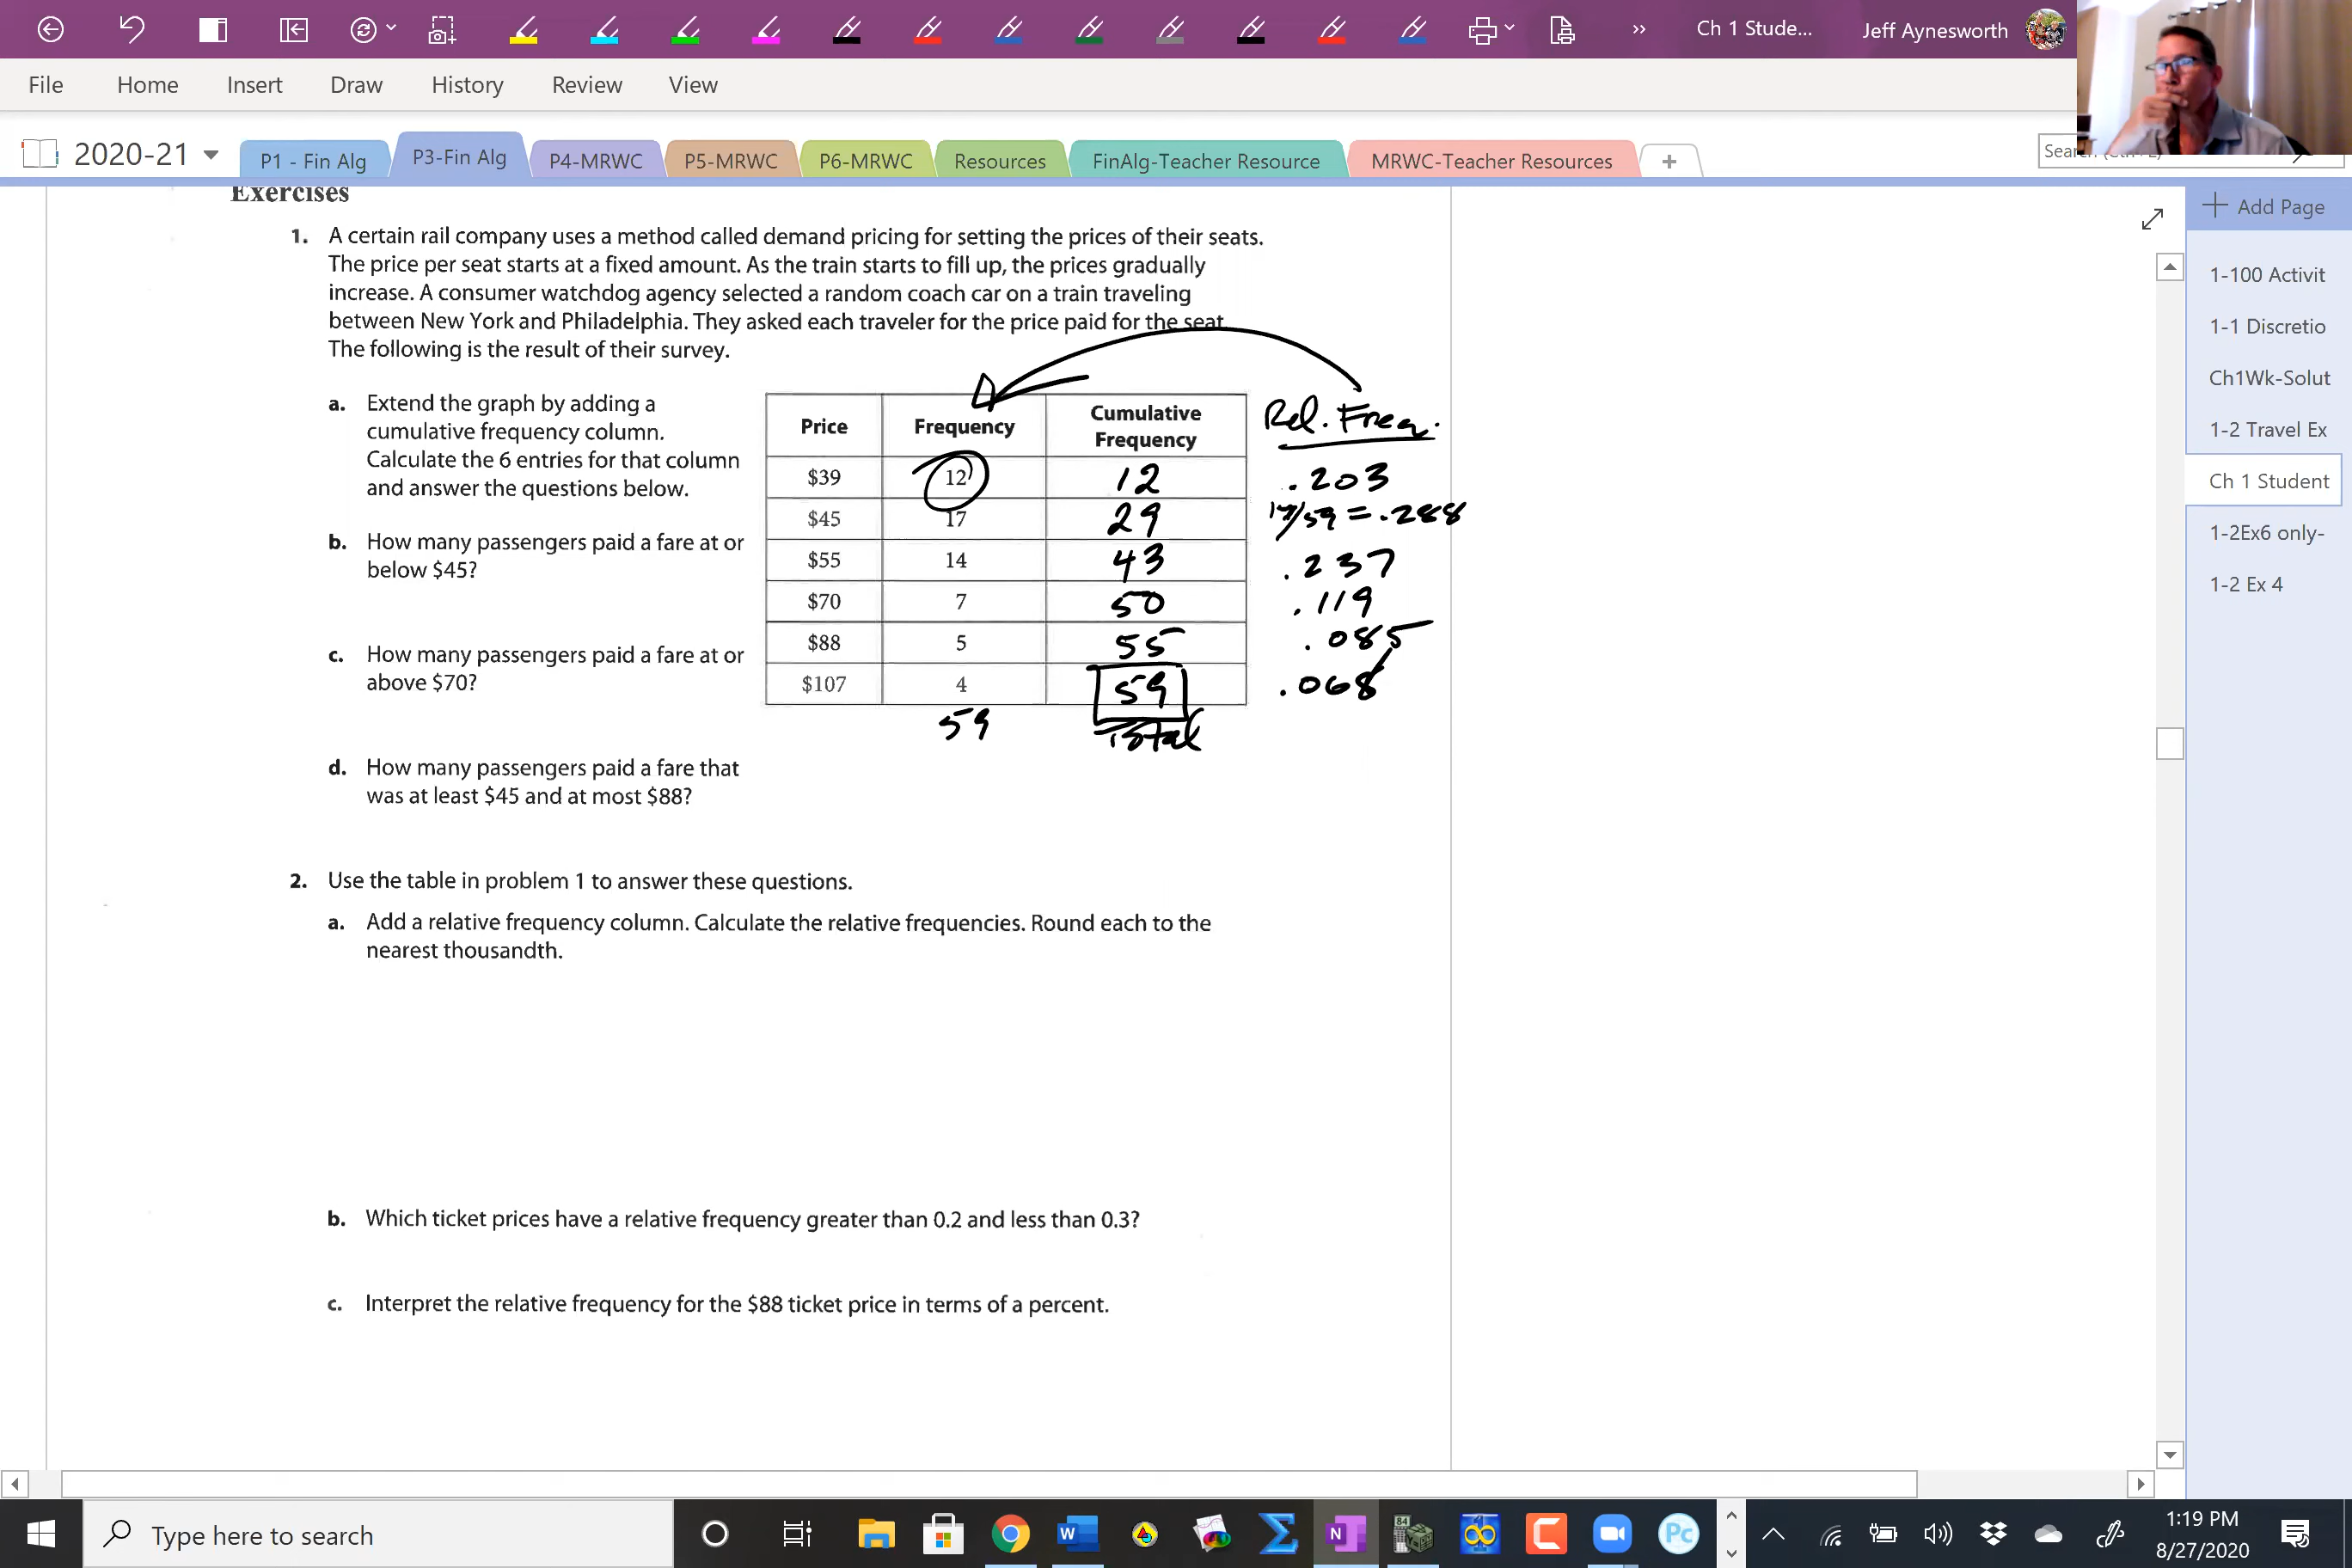 Ch 1 Stude...
Jeff Aynesworth
File Home Insert Draw History Review View
2020-21
P1 - Fin Alg
P3-Fin Alg
P4-MRWC
P5-MRWC
P6-MRWC
Resources
FinAlg-Teacher Resource
MRWC-Teacher Resources
Add Page
1-100 Activit
1-1 Discretio
Ch1Wk-Solut
1-2 Travel Ex
Ch 1 Student
1-2Ex6 only-
1-2 Ex 4
Exercises
1. A certain rail company uses a method called demand pricing for setting the prices of their seats.
The price per seat starts at a fixed amount. As the train starts to fill up, the prices gradually
increase. A consumer watchdog agency selected a random coach car on a train traveling
between New York and Philadelphia. They asked each traveler for the price paid for the seat.
The following is the result of their survey.
a. Extend the graph by adding a
cumulative frequency column.
Calculate the 6 entries for that column
and answer the questions below.
b. How many passengers paid a fare at or
below $45?
c. How many passengers paid a fare at or
above $70?
d. How many passengers paid a fare that
was at least $45 and at most $88?
Price Frequency Cumulative Frequency Rel. Freq.
$39 12 12 .203
$45 17 29 17/59 = .288
$55 14 43 .237
$70 7 50 .119
$88 5 55 .085
$107 4 59 .068
59 Total
2. Use the table in problem 1 to answer these questions.
a. Add a relative frequency column. Calculate the relative frequencies. Round each to the
nearest thousandth.
b. Which ticket prices have a relative frequency greater than 0.2 and less than 0.3?
c. Interpret the relative frequency for the $88 ticket price in terms of a percent.
Type here to search
1:19 PM
8/27/2020